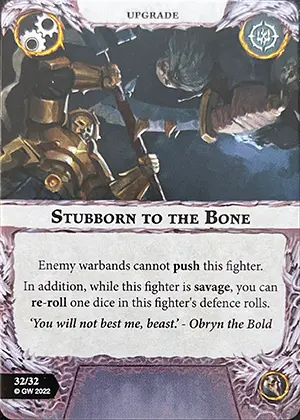 UPGRADE
STUBBORN TO THE BONE
Enemy warbands cannot push this fighter.
In addition, while this fighter is savage, you can
re-roll one dice in this fighter's defence rolls.
'You will not best me, beast.' - Obryn the Bold
32/32
© GW 2022